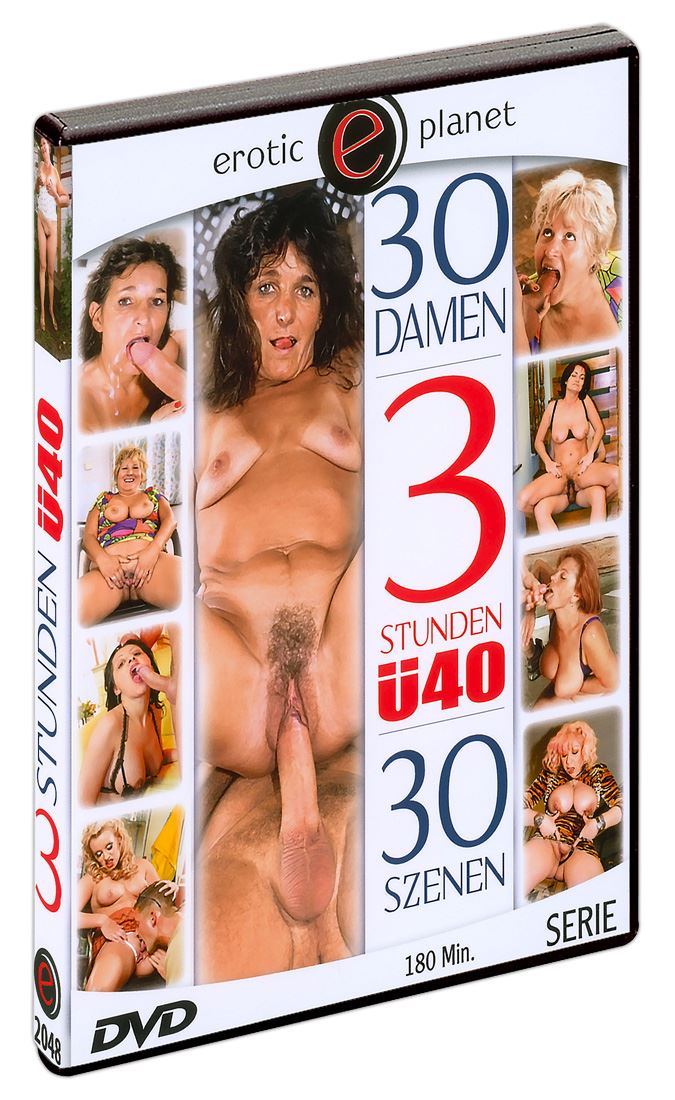 erotic e planet
30
DAMEN
3
STUNDEN
Ü40
30
SZENEN
SERIE
180 Min.
DVD
3 STUNDEN Ü40
e
2048